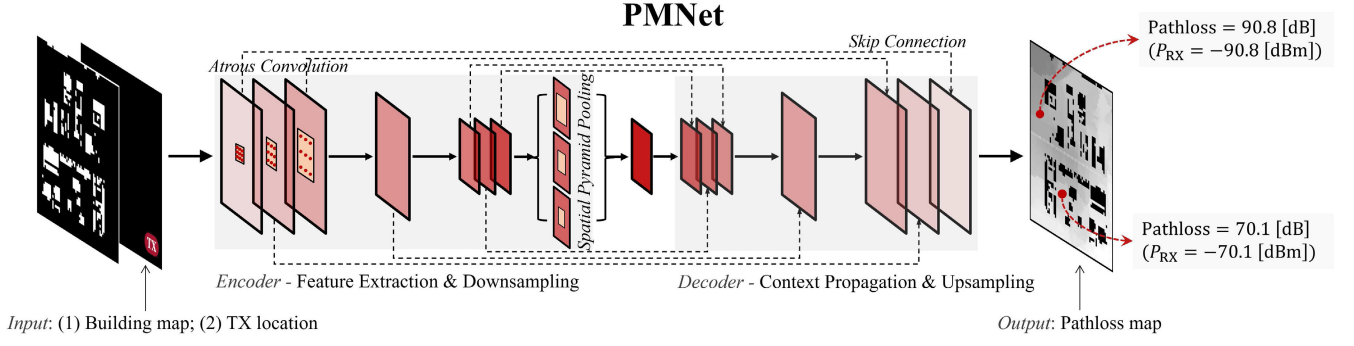 PMNet
Pathloss = 90.8 [dB]
(P_RX = −90.8 [dBm])
Skip Connection
Atrous Convolution
Spatial Pyramid Pooling
TX
Pathloss = 70.1 [dB]
(P_RX = −70.1 [dBm])
Encoder - Feature Extraction & Downsampling
Decoder - Context Propagation & Upsampling
Input: (1) Building map; (2) TX location
Output: Pathloss map